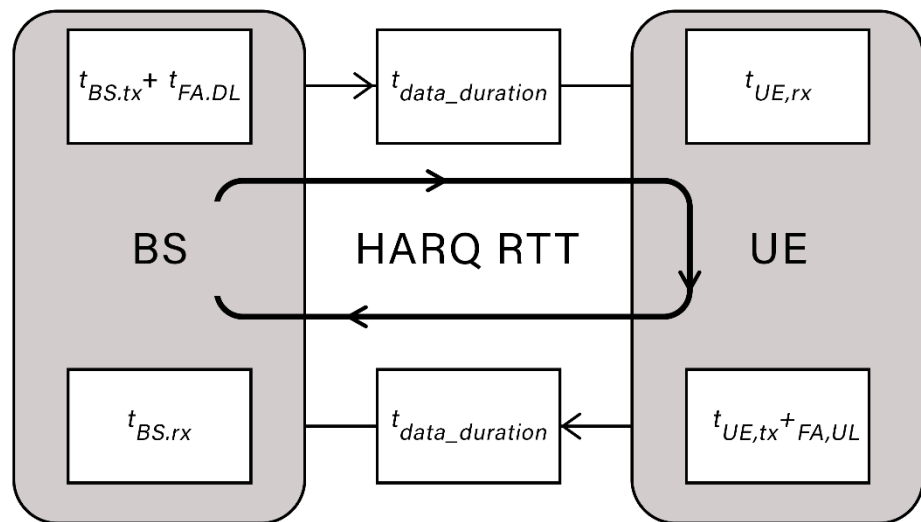 t_BS.tx + t_FA.DL
t_data_duration
t_UE,rx
BS
HARQ RTT
UE
t_BS.rx
t_data_duration
t_UE,tx + FA,UL